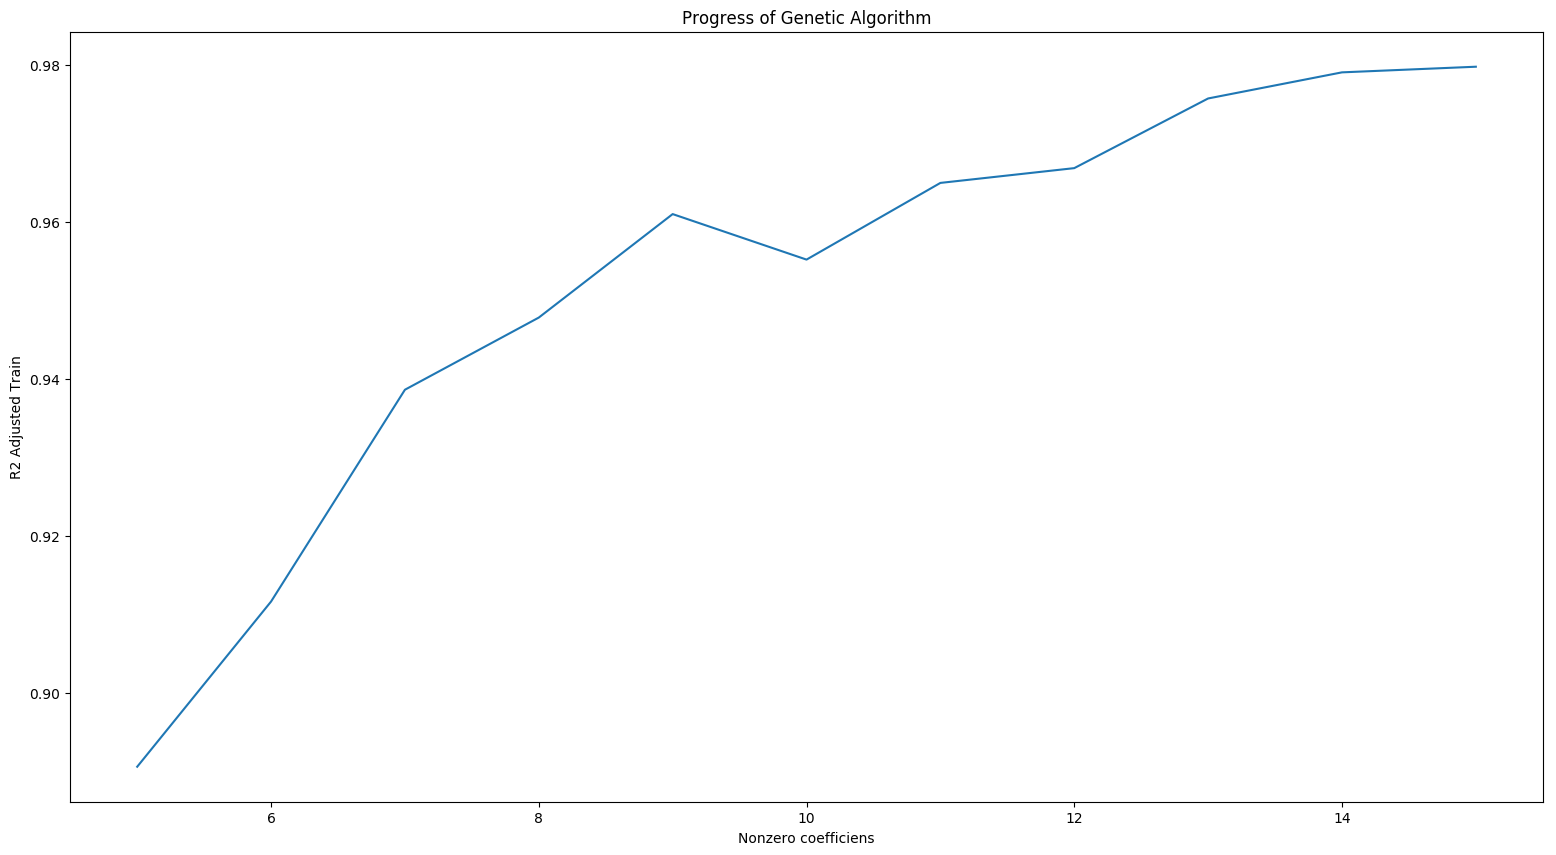 Progress of Genetic Algorithm
0.98
0.96
0.94
0.92
0.90
R2 Adjusted Train
6 8 10 12 14
Nonzero coefficiens